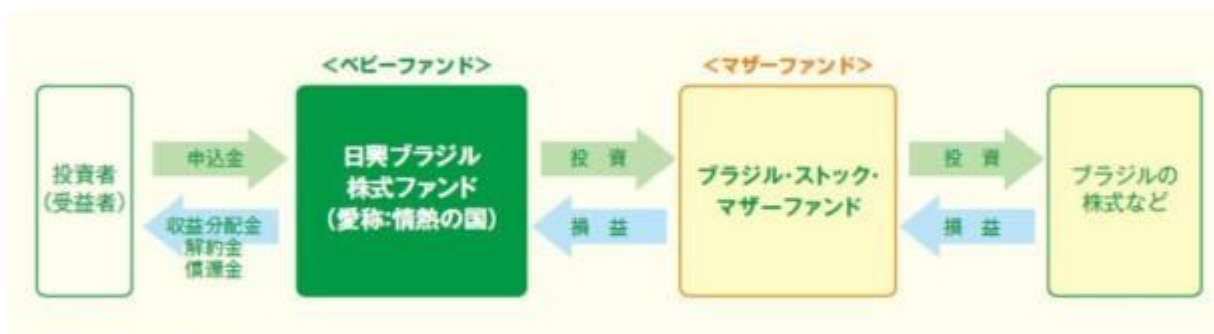 <ベビーファンド>
<マザーファンド>
投資者
(受益者)
申込金
収益分配金
解約金
償還金
日興ブラジル
株式ファンド
(愛称:情熱の国)
投 資
損 益
ブラジル・ストック・
マザーファンド
投 資
損 益
ブラジルの
株式など